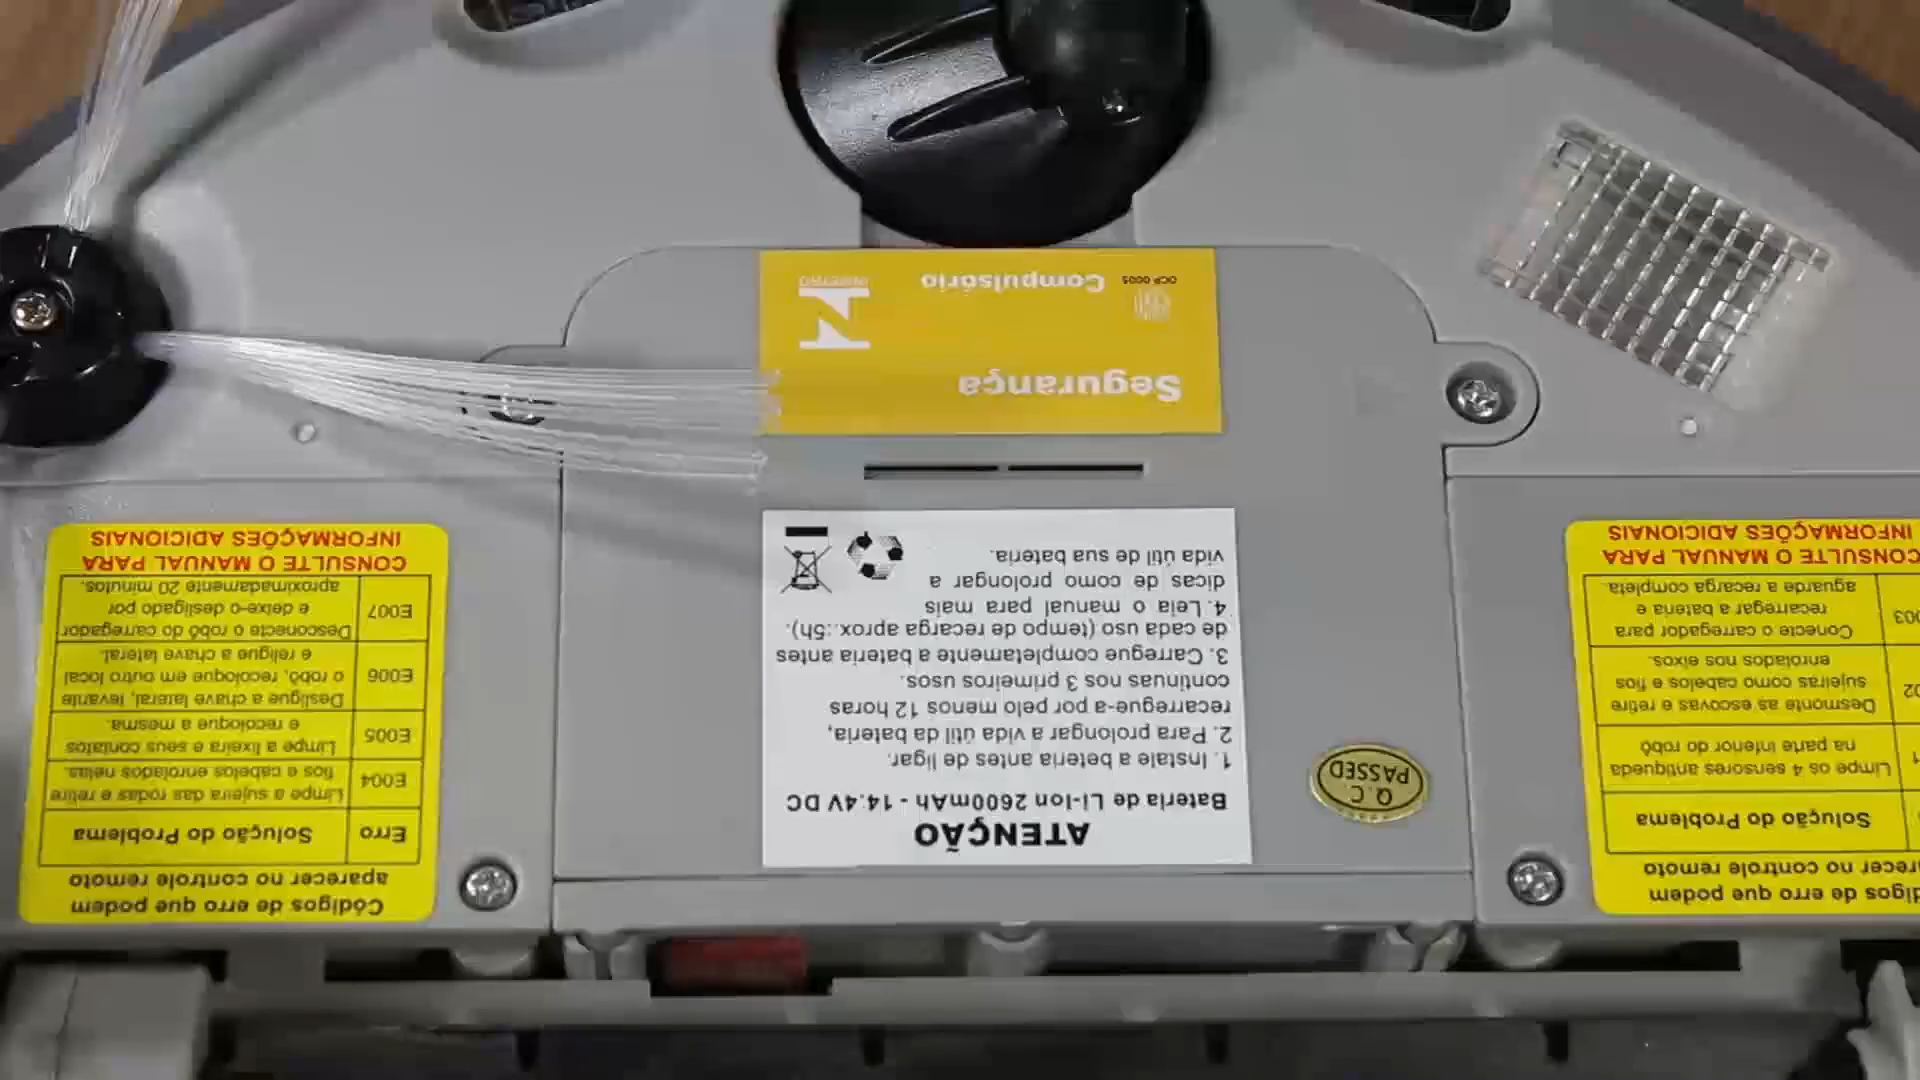 ATENÇÃO
Bateria de Li-Ion 2600mAh - 14.4V DC
1. Instale a bateria antes de ligar.
2. Para prolongar a vida útil da bateria,
recarregue-a por pelo menos 12 horas
contínuas nos 3 primeiros usos.
3. Carregue completamente a bateria antes
de cada uso (tempo de recarga aprox.:5h).
4. Leia o manual para mais
dicas de como prolongar a
vida útil de sua bateria.
Segurança
Compulsório
OCP 0005
INMETRO
Q.C.
PASSED
digos de erro que podem
recer no controle remoto
Solução do Problema
1 Limpe os 4 sensores antiqueda
na parte inferior do robô
02 Desmonte as escovas e retire
sujeiras como cabelos e fios
enrolados nos eixos.
003 Conecte o carregador para
recarregar a bateria e
aguarde a recarga completa.
CONSULTE O MANUAL PARA
INFORMAÇÕES ADICIONAIS
Códigos de erro que podem
aparecer no controle remoto
Erro Solução do Problema
E004 Limpe a sujeira das rodas e retire
fios e cabelos enrolados nelas.
E005 Limpe a lixeira e seus contatos
e recoloque a mesma.
E006 Desligue a chave lateral, levante
o robô, recoloque em outro local
e religue a chave lateral.
E007 Desconecte o robô do carregador
e deixe-o desligado por
aproximadamente 20 minutos.
CONSULTE O MANUAL PARA
INFORMAÇÕES ADICIONAIS